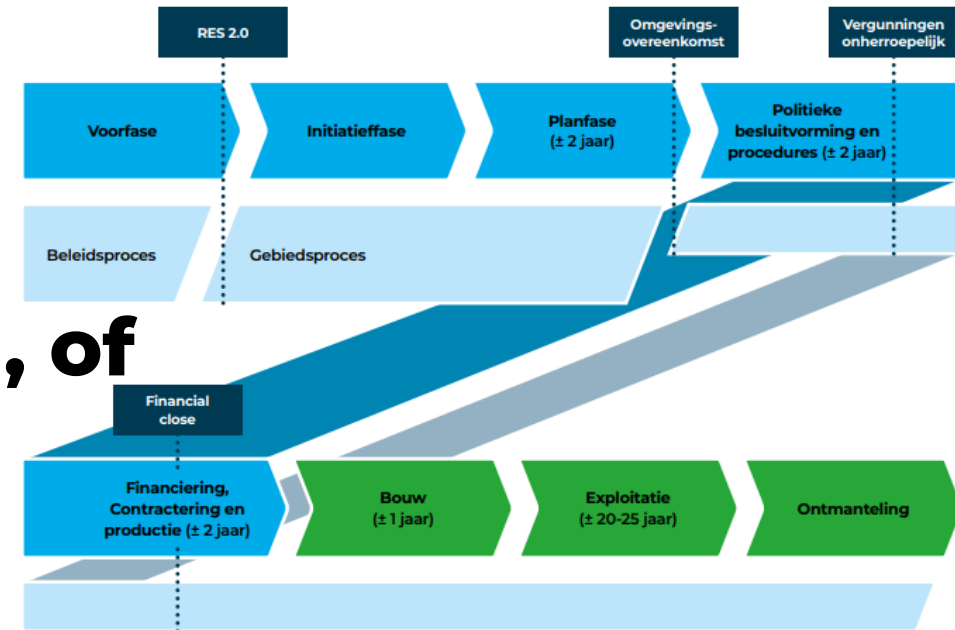 RES 2.0
Omgevings-
overeenkomst
Vergunningen
onherroepelijk
Voorfase
Initiatieffase
Planfase
(± 2 jaar)
Politieke
besluitvorming en
procedures (± 2 jaar)
Beleidsproces
Gebiedsproces
, of
Financial
close
Financiering,
Contractering en
productie (± 2 jaar)
Bouw
(± 1 jaar)
Exploitatie
(± 20-25 jaar)
Ontmanteling